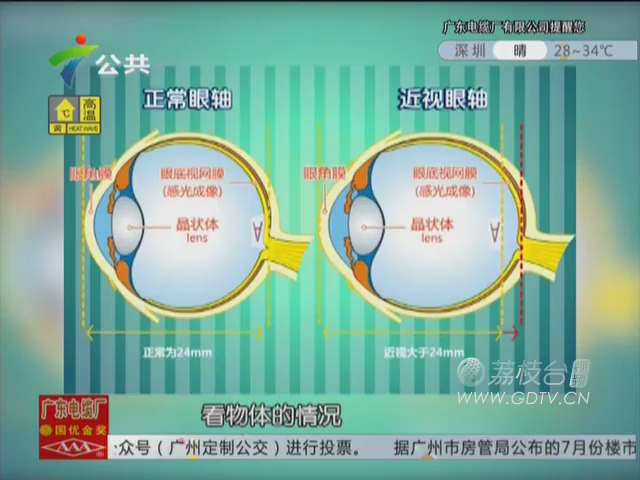 广东电缆厂有限公司提醒您
深圳 晴 28~34℃
公共
高温
℃
黄 HEAT WAVE
正常眼轴
近视眼轴
眼角膜
眼底视网膜
(感光成像)
晶状体
lens
A
正常为24mm
眼角膜
眼底视网膜
(感光成像)
晶状体
lens
A
近视大于24mm
荔枝台 视频
www.GDTV.CN
广东电缆厂
国优金奖
AAA
看物体的情况
众号(广州定制公交)进行投票。 据广州市房管局公布的7月份楼市